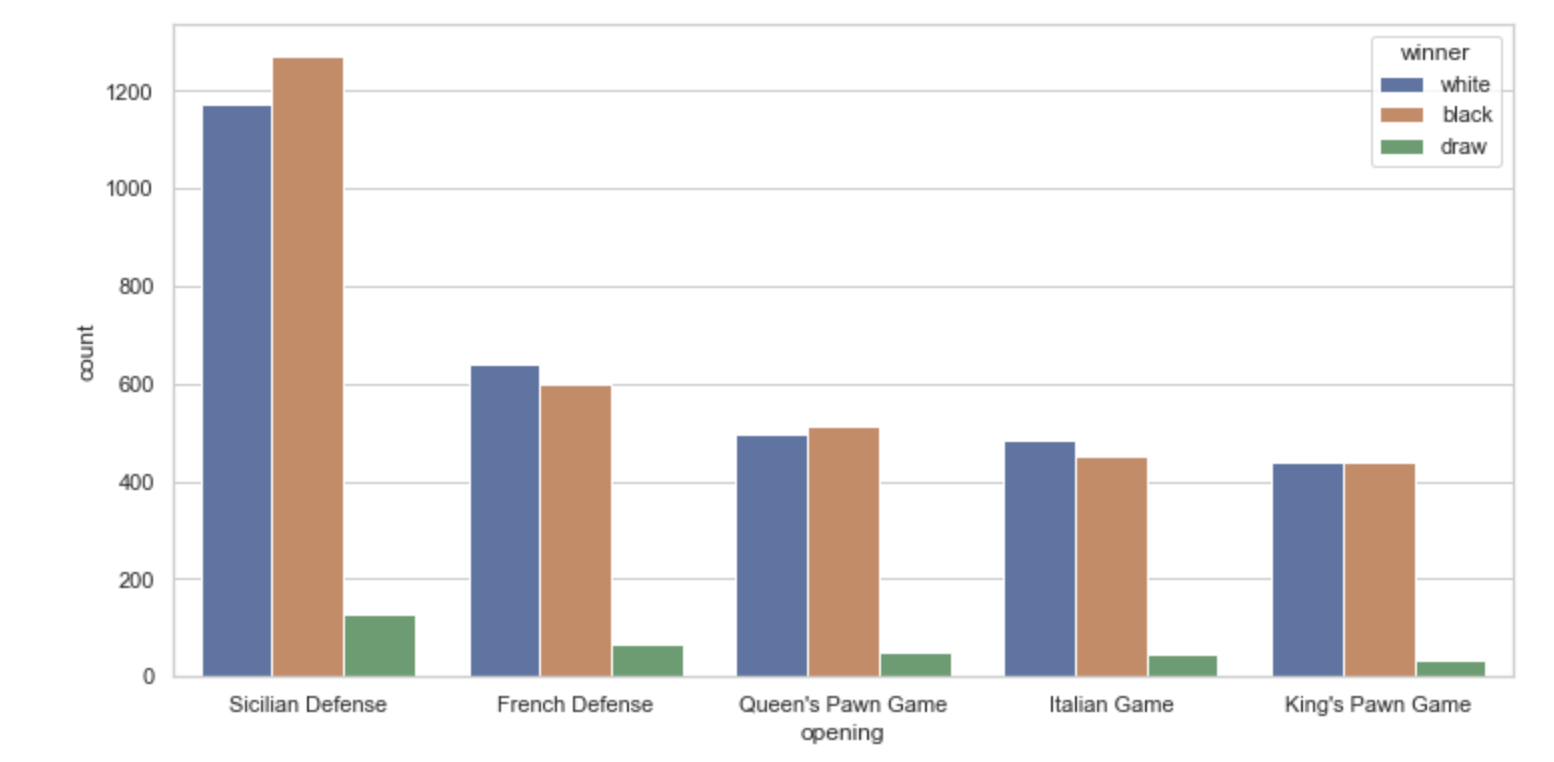 winner
white
black
draw
1200
1000
800
600
400
200
0
count
Sicilian Defense
French Defense
Queen's Pawn Game
Italian Game
King's Pawn Game
opening